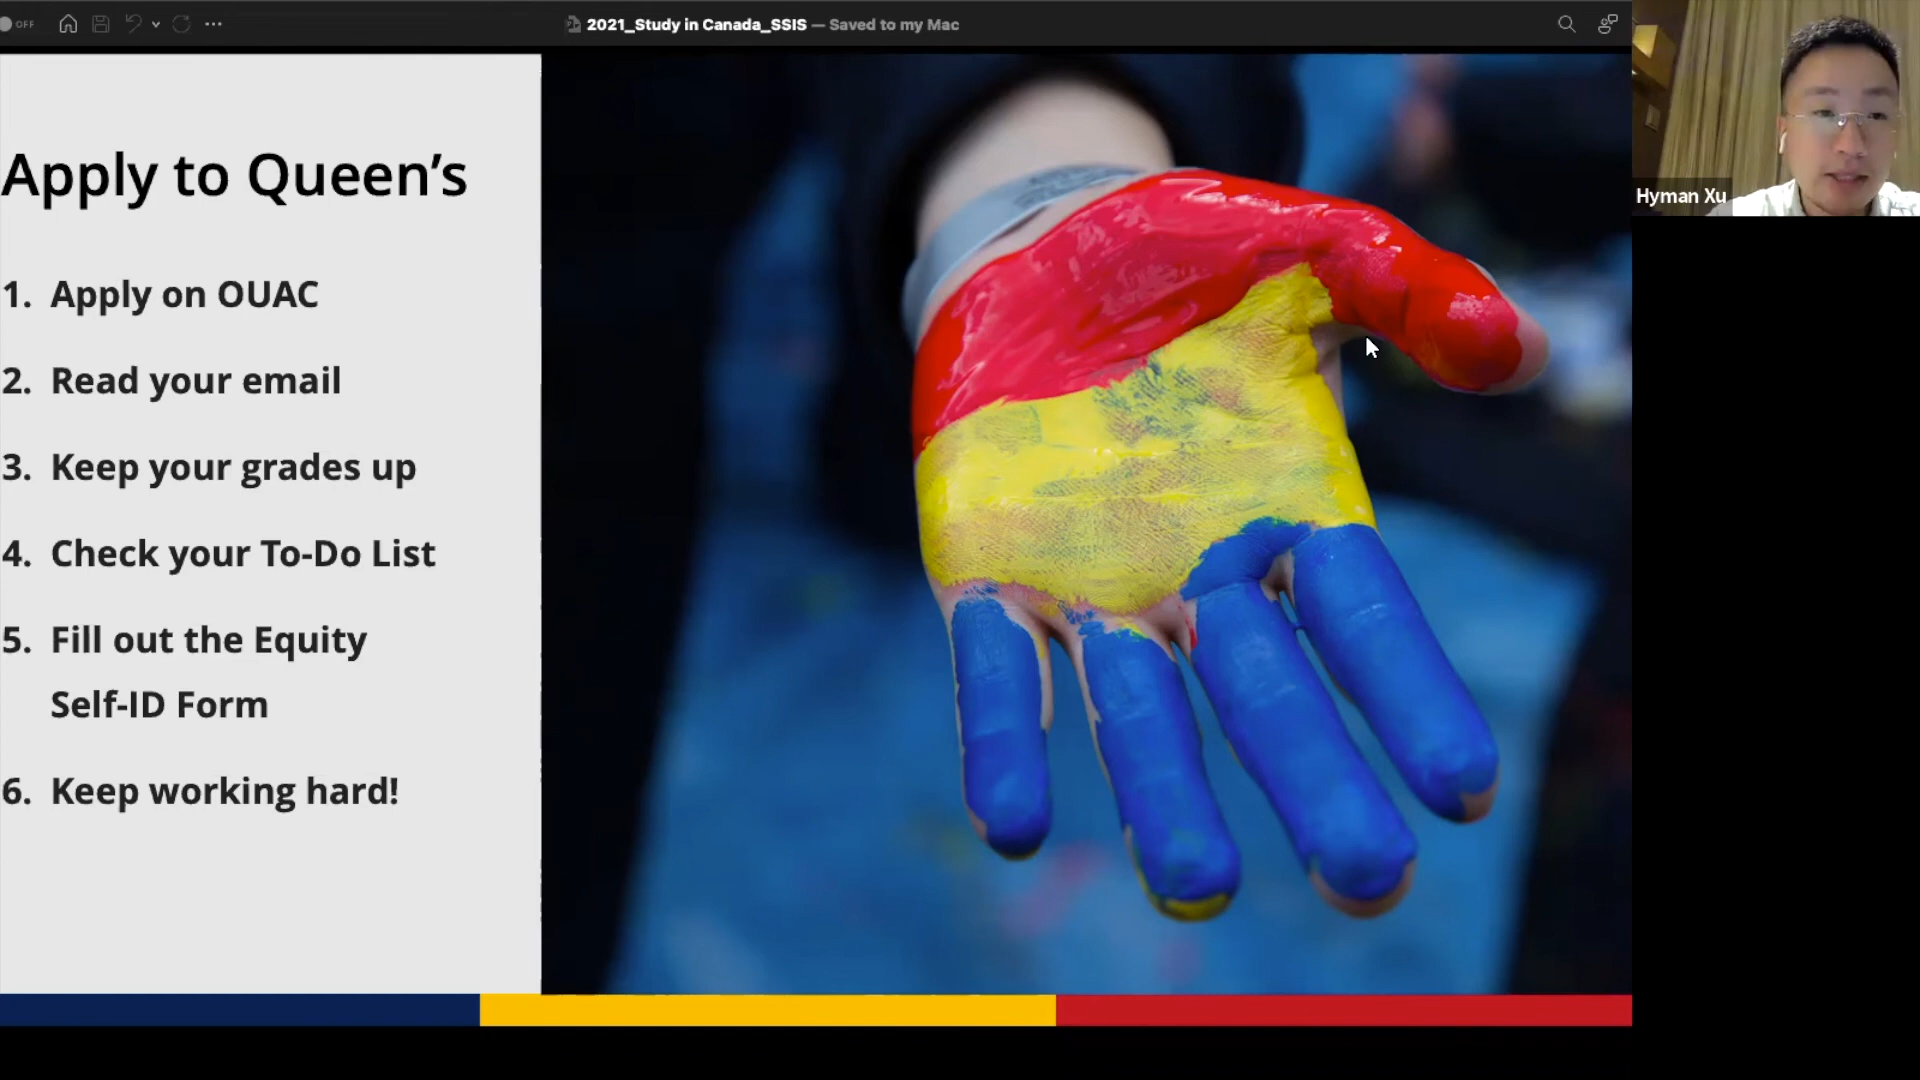 OFF
2021_Study in Canada_SSIS — Saved to my Mac
Hyman Xu
Apply to Queen’s
1. Apply on OUAC
2. Read your email
3. Keep your grades up
4. Check your To-Do List
5. Fill out the Equity
Self-ID Form
6. Keep working hard!